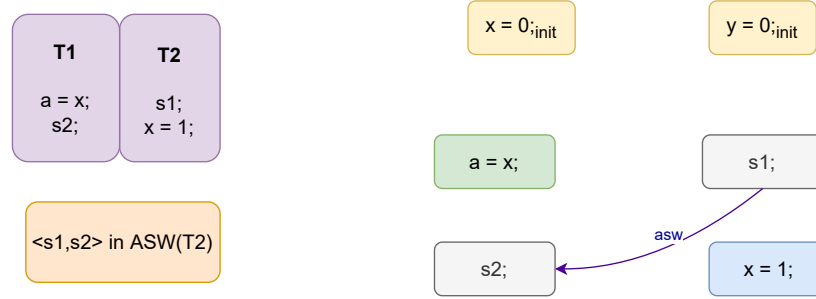 T1
a = x;
s2;
T2
s1;
x = 1;
<s1,s2> in ASW(T2)
x = 0;init
y = 0;init
a = x;
s1;
asw
s2;
x = 1;